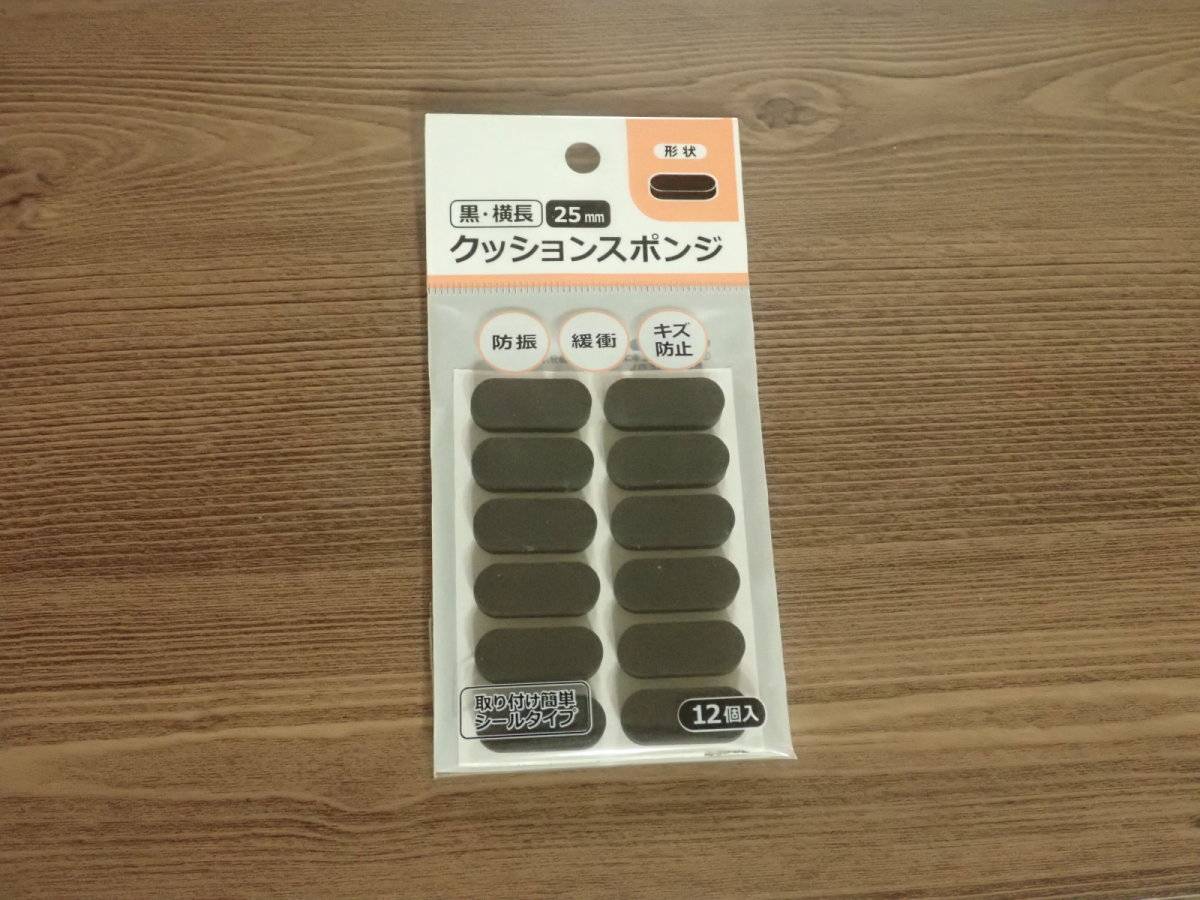 形状
黒・横長 25mm
クッションスポンジ
防振 緩衝 キズ
防止
取り付け簡単
シールタイプ
12個入